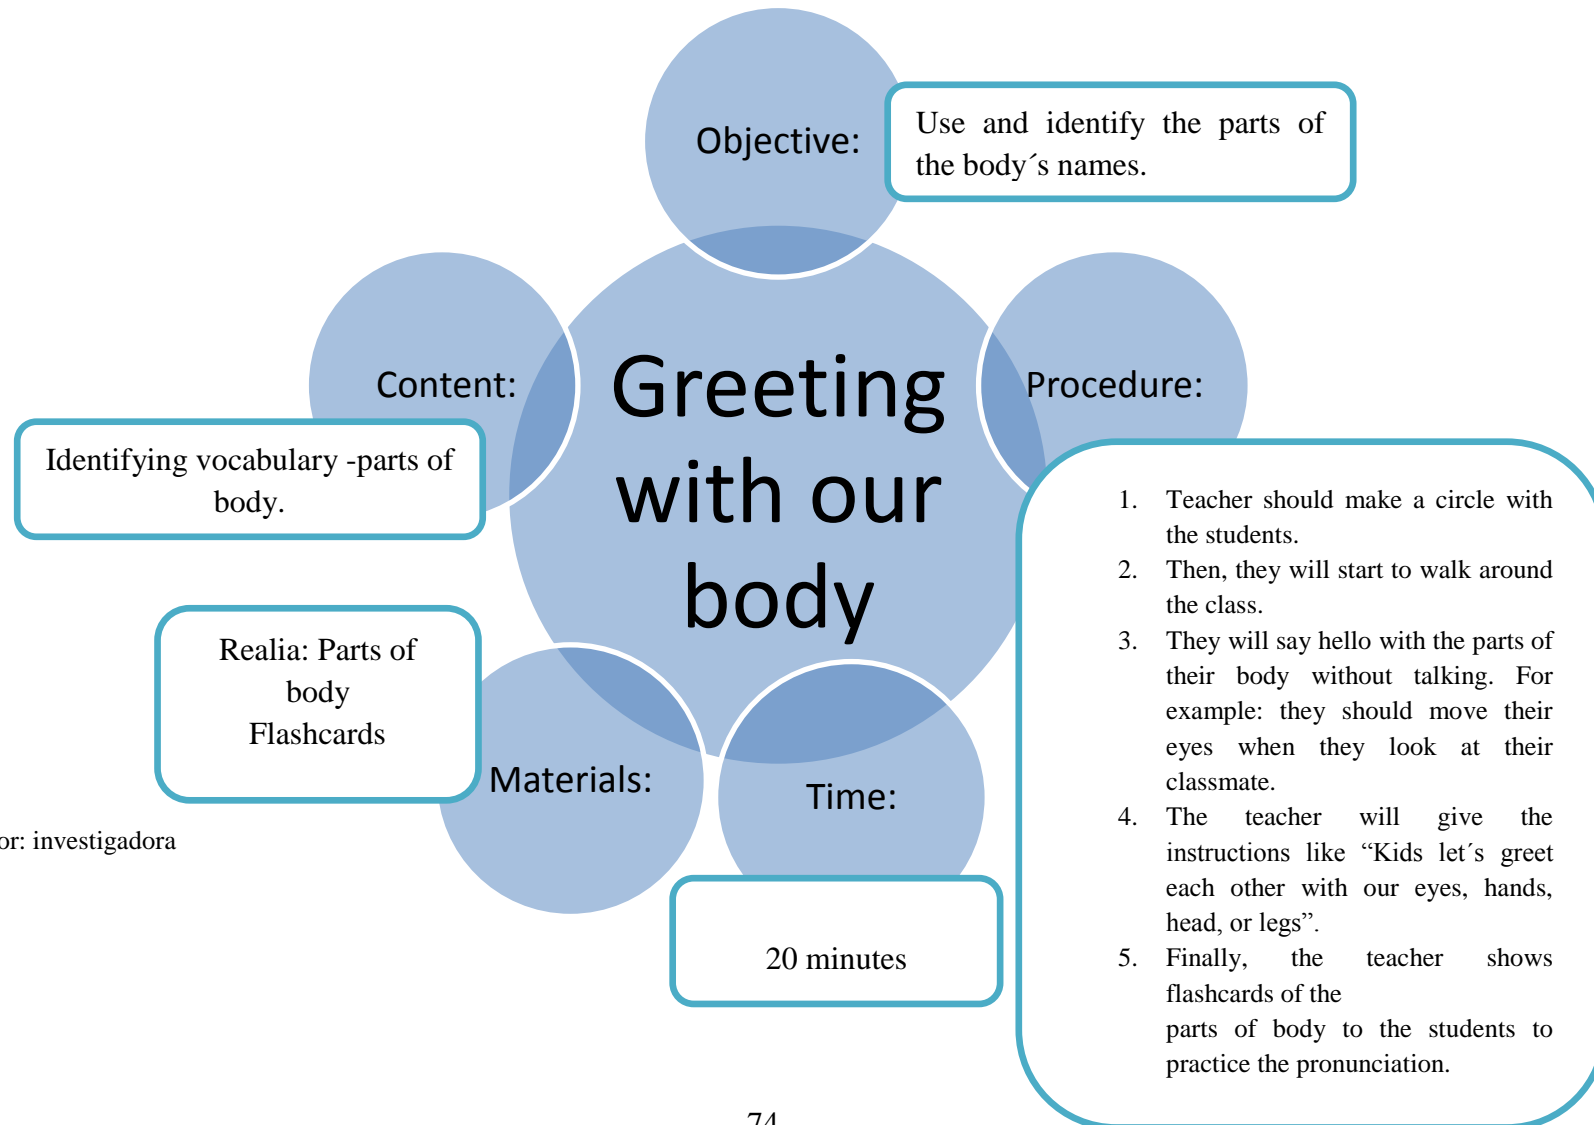 Objective:
Use and identify the parts of
the body´s names.
Content:
Identifying vocabulary -parts of
body.
Greeting
with our
body
Procedure:
1. Teacher should make a circle with
the students.
2. Then, they will start to walk around
the class.
3. They will say hello with the parts of
their body without talking. For
example: they should move their
eyes when they look at their
classmate.
4. The teacher will give the
instructions like “Kids let´s greet
each other with our eyes, hands,
head, or legs”.
5. Finally, the teacher shows
flashcards of the
parts of body to the students to
practice the pronunciation.
Realia: Parts of
body
Flashcards
Materials:
Time:
20 minutes
or: investigadora
74